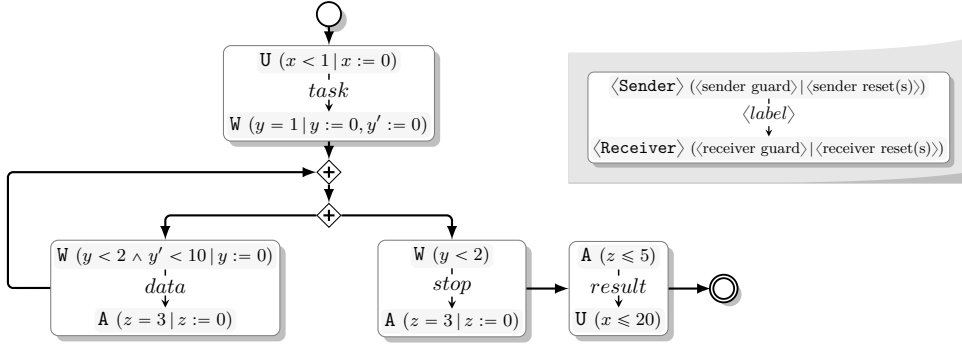 U (x < 1 | x := 0)
task
W (y = 1 | y := 0, y′ := 0)
⟨Sender⟩ (⟨sender guard⟩|⟨sender reset(s)⟩)
⟨label⟩
⟨Receiver⟩ (⟨receiver guard⟩|⟨receiver reset(s)⟩)
+
+
W (y < 2 ∧ y′ < 10 | y := 0)
data
A (z = 3 | z := 0)
W (y < 2)
stop
A (z = 3 | z := 0)
A (z ⩽ 5)
result
U (x ⩽ 20)